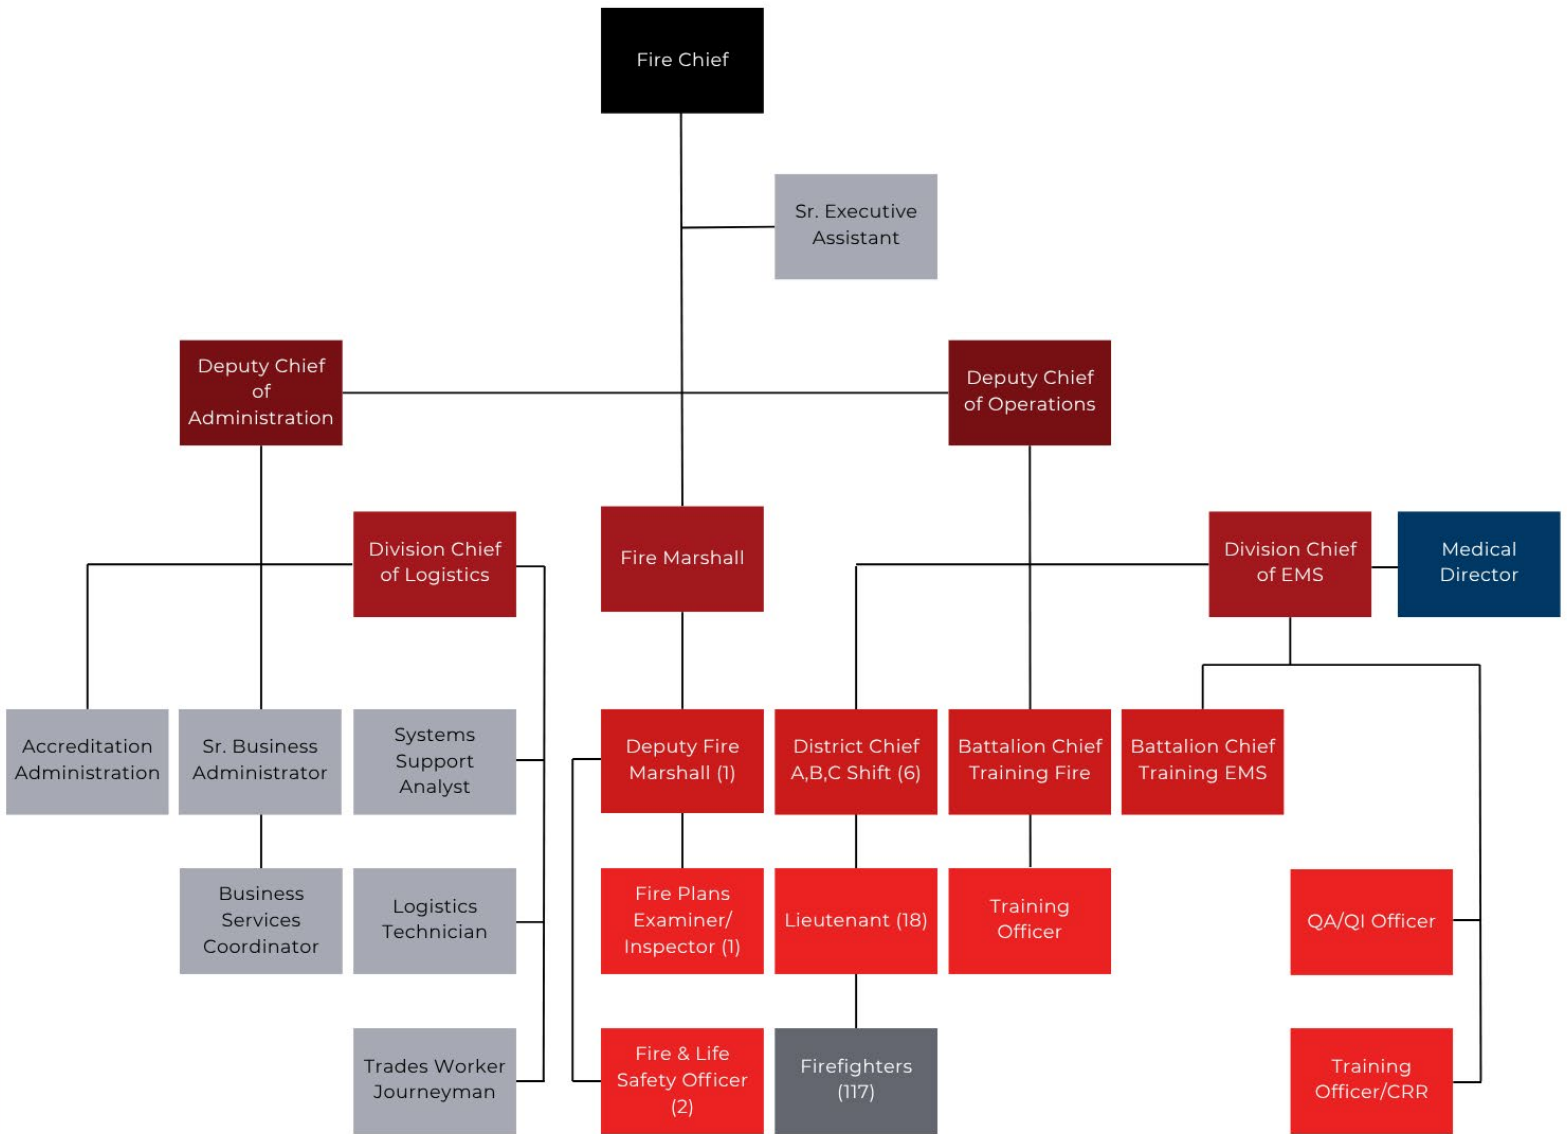 Fire Chief
Sr. Executive
Assistant
Deputy Chief
of
Administration
Deputy Chief
of Operations
Division Chief
of Logistics
Fire Marshall
Division Chief
of EMS
Medical
Director
Accreditation
Administration
Sr. Business
Administrator
Systems
Support
Analyst
Deputy Fire
Marshall (1)
District Chief
A,B,C Shift (6)
Battalion Chief
Training Fire
Battalion Chief
Training EMS
Business
Services
Coordinator
Logistics
Technician
Fire Plans
Examiner/
Inspector (1)
Lieutenant (18)
Training
Officer
QA/QI Officer
Trades Worker
Journeyman
Fire & Life
Safety Officer
(2)
Firefighters
(117)
Training
Officer/CRR